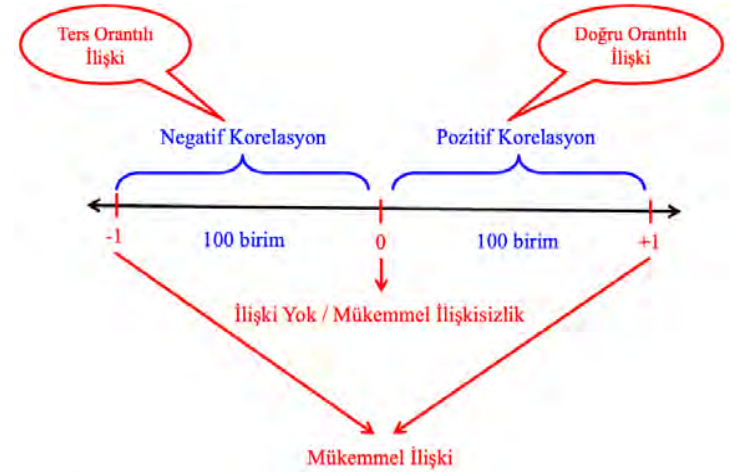 Ters Orantılı
İlişki
Doğru Orantılı
İlişki
Negatif Korelasyon
Pozitif Korelasyon
-1
100 birim
0
100 birim
+1
İlişki Yok / Mükemmel İlişkisizlik
Mükemmel İlişki